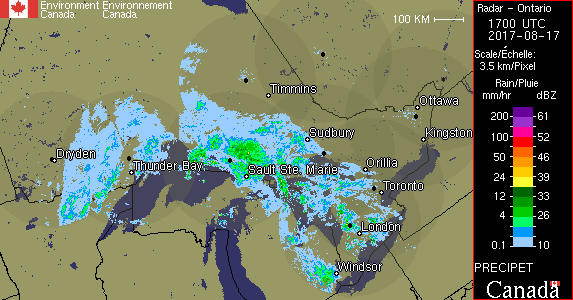 Environment Environnement
Canada Canada
100 KM
Timmins
Ottawa
Sudbury
Kingston
Dryden
Thunder Bay
Sault Ste. Marie
Orillia
Toronto
London
Windsor
Radar - Ontario
1700 UTC
2017-08-17
Scale/Échelle:
3.5 km/Pixel
Rain/Pluie
mm/hr dBZ
200 61
100 52
50 46
24 39
12 33
4 26
0.1 10
PRECIPET
Canada